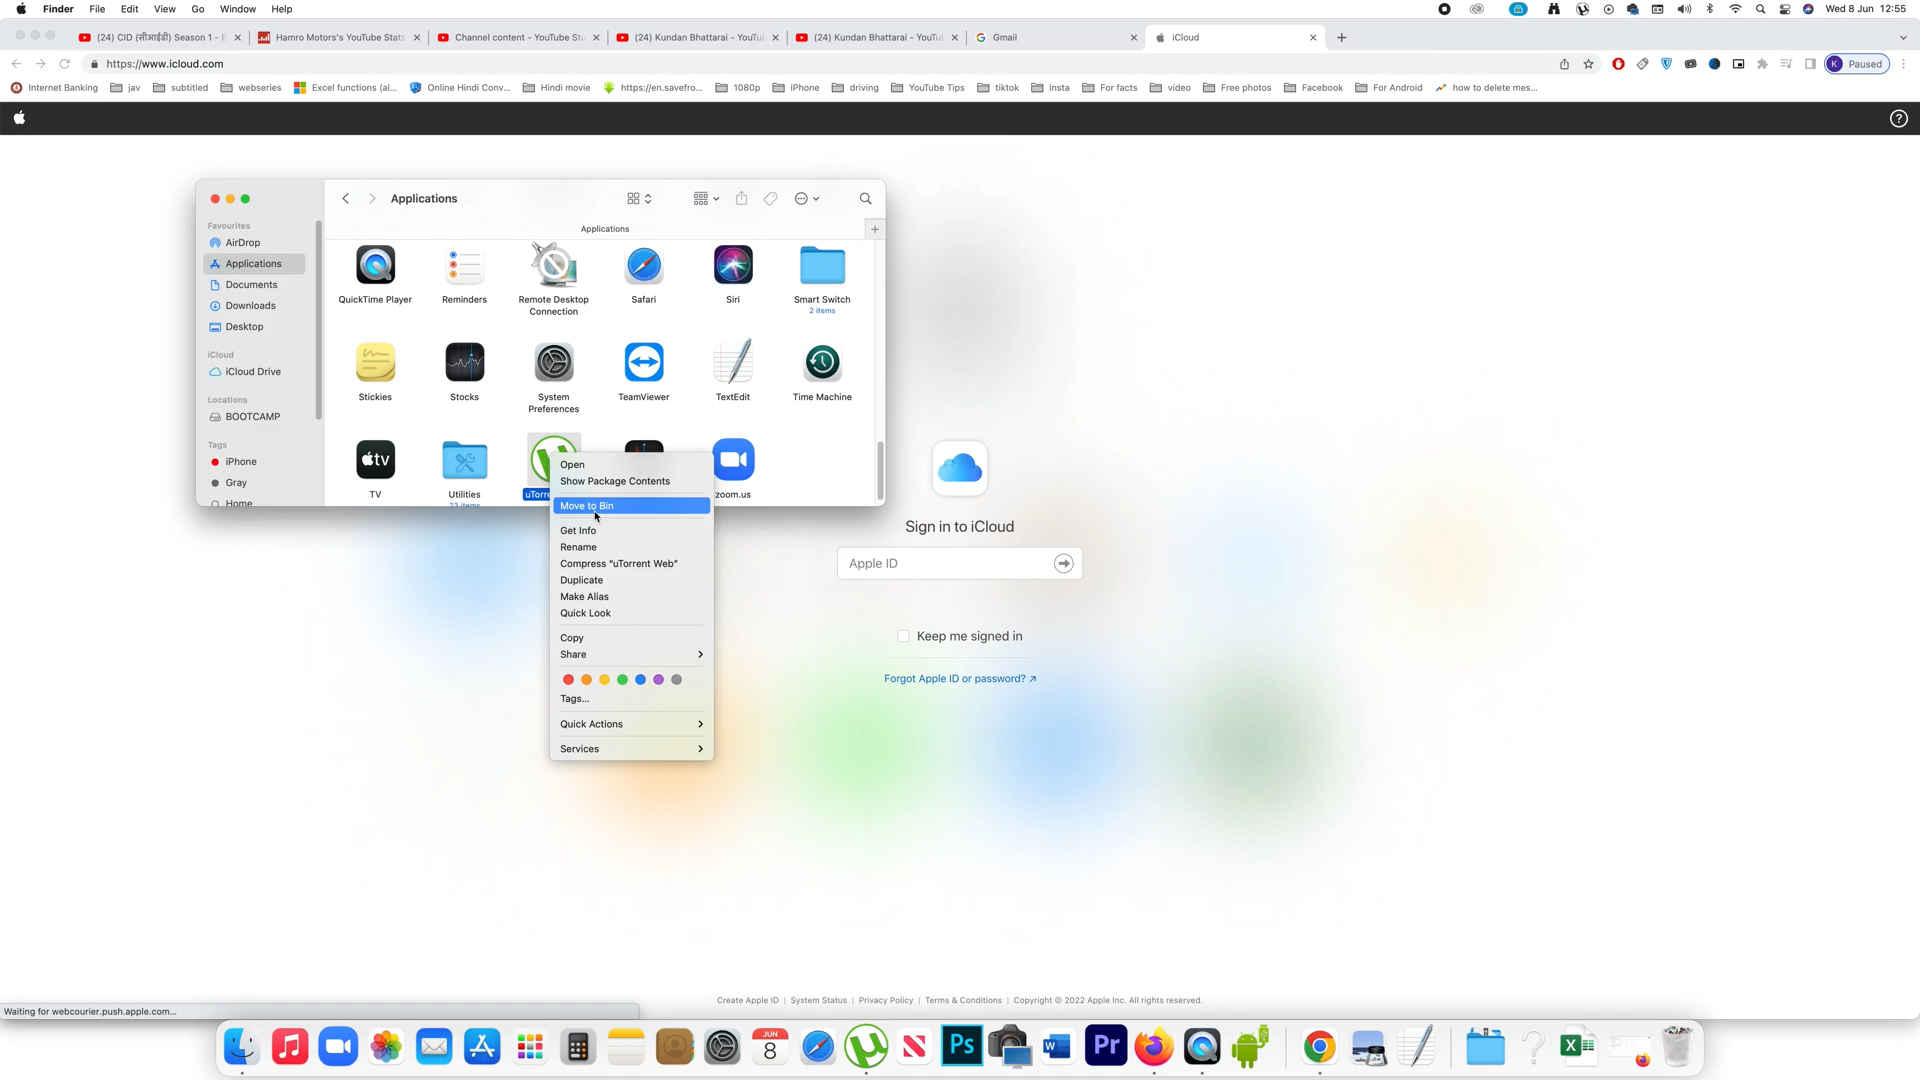 Finder File Edit View Go Window Help Wed 8 Jun 12:55
(24) CID (सीआईडी) Season 1 - E Hamro Motors's YouTube Stats Channel content - YouTube Stu (24) Kundan Bhattarai - YouTu (24) Kundan Bhattarai - YouTu Gmail iCloud
https://www.icloud.com K Paused
Internet Banking jav subtitled webseries Excel functions (al... Online Hindi Conv... Hindi movie https://en.savefro... 1080p iPhone driving YouTube Tips tiktok insta For facts video Free photos Facebook For Android how to delete mes...
Applications
Applications
Favourites
AirDrop
Applications
Documents
Downloads
Desktop
iCloud
iCloud Drive
Locations
BOOTCAMP
Tags
iPhone
Gray
Home
QuickTime Player Reminders Remote Desktop Connection Safari Siri Smart Switch
2 items
Stickies Stocks System Preferences TeamViewer TextEdit Time Machine
tv
TV Utilities uTorre zoom.us
23 items
Open
Show Package Contents
Move to Bin
Get Info
Rename
Compress “uTorrent Web”
Duplicate
Make Alias
Quick Look
Copy
Share
Tags...
Quick Actions
Services
Sign in to iCloud
Apple ID
Keep me signed in
Forgot Apple ID or password?
Create Apple ID | System Status | Privacy Policy | Terms & Conditions | Copyright © 2022 Apple Inc. All rights reserved.
Waiting for webcourier.push.apple.com...
JUN
8
Ps
W
Pr
X